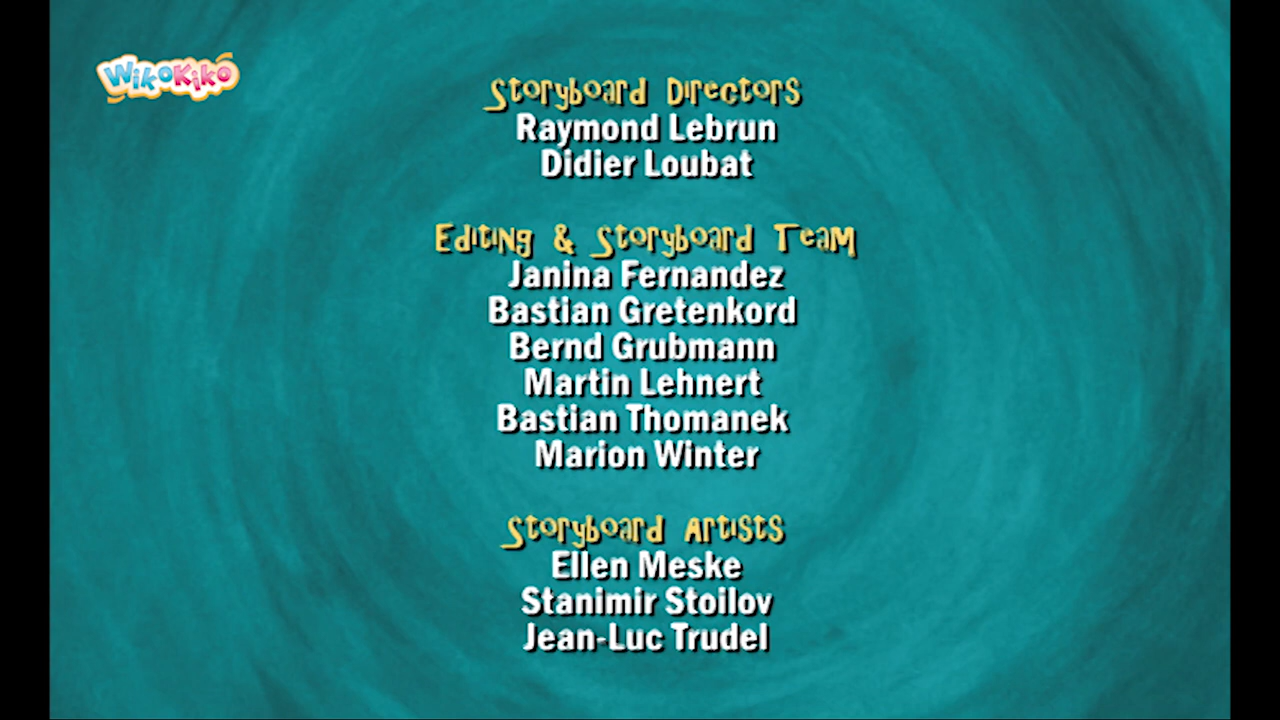 WikoKiko
Storyboard Directors
Raymond Lebrun
Didier Loubat
Editing & Storyboard Team
Janina Fernandez
Bastian Gretenkord
Bernd Grubmann
Martin Lehnert
Bastian Thomanek
Marion Winter
Storyboard Artists
Ellen Meske
Stanimir Stoilov
Jean-Luc Trudel